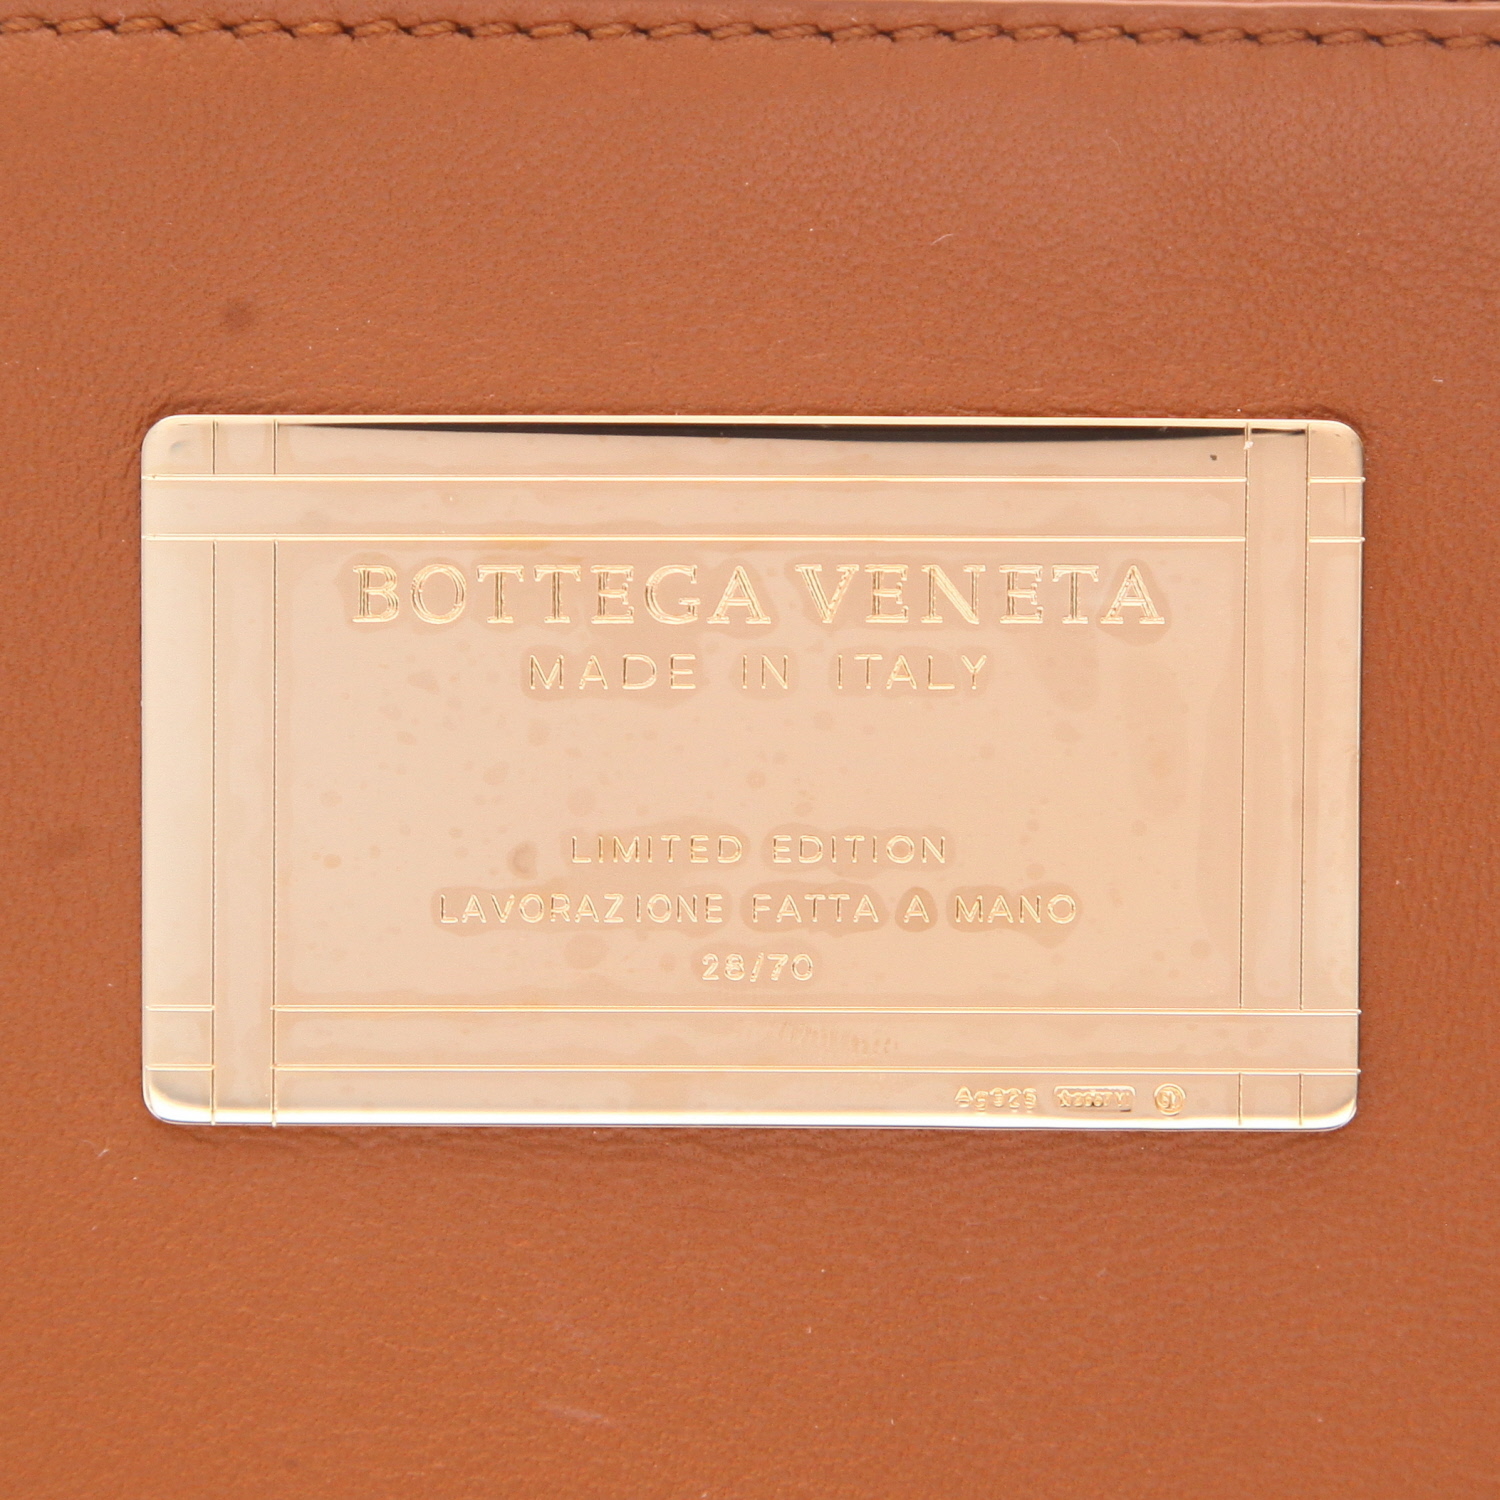 BOTTEGA VENETA
MADE IN ITALY
LIMITED EDITION
LAVORAZIONE FATTA A MANO
28/70
Ag925